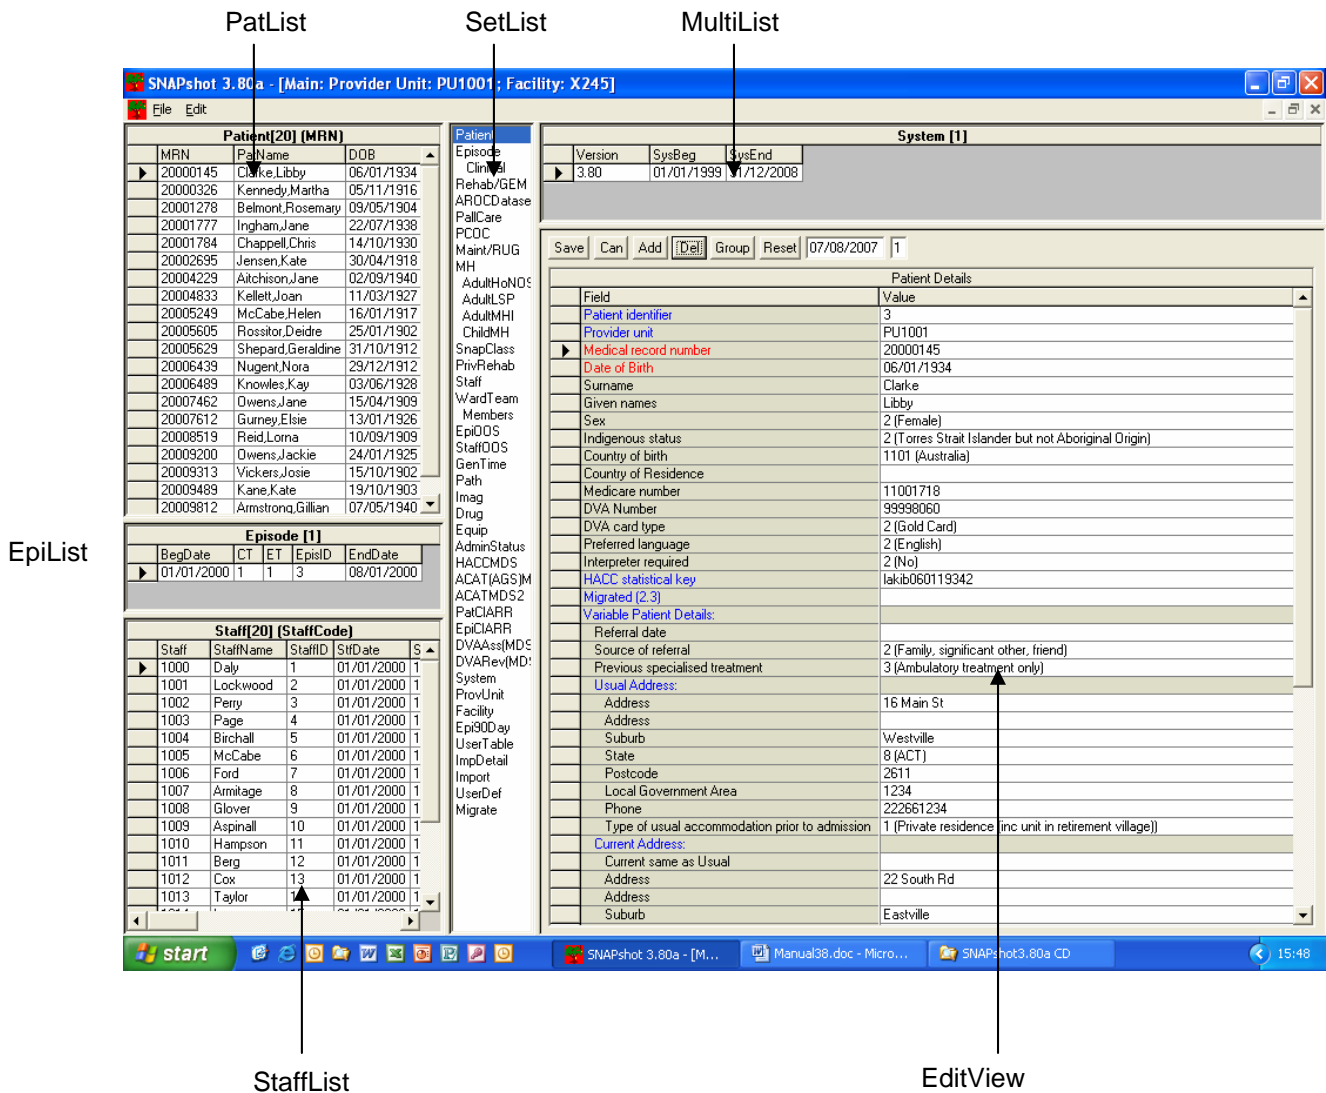 PatList SetList MultiList
SNAPshot 3.80a - [Main: Provider Unit: PU1001; Facility: X245]
File Edit
Patient[20] (MRN)
MRN PatName DOB
20000145 Clarke,Libby 06/01/1934
20000326 Kennedy,Martha 05/11/1916
20001278 Belmont,Rosemary 09/05/1904
20001777 Ingham,Jane 22/07/1938
20001784 Chappell,Chris 14/10/1930
20002695 Jensen,Kate 30/04/1918
20004229 Aitchison,Jane 02/09/1940
20004833 Kellett,Joan 11/03/1927
20005249 McCabe,Helen 16/01/1917
20005605 Rossitor,Deidre 25/01/1902
20005629 Shepard,Geraldine 31/10/1912
20006439 Nugent,Nora 29/12/1912
20006489 Knowles,Kay 03/06/1928
20007462 Owens,Jane 15/04/1909
20007612 Gurney,Elsie 13/01/1926
20008519 Reid,Lorna 10/09/1909
20009200 Owens,Jackie 24/01/1925
20009313 Vickers,Josie 15/10/1902
20009489 Kane,Kate 19/10/1903
20009812 Armstrong,Gillian 07/05/1940
EpiList
Episode [1]
BegDate CT ET EpisID EndDate
01/01/2000 1 1 3 08/01/2000
Staff[20] (StaffCode)
Staff StaffName StaffID StfDate S
1000 Daly 1 01/01/2000 1
1001 Lockwood 2 01/01/2000 1
1002 Perry 3 01/01/2000 1
1003 Page 4 01/01/2000 1
1004 Birchall 5 01/01/2000 1
1005 McCabe 6 01/01/2000 1
1006 Ford 7 01/01/2000 1
1007 Armitage 8 01/01/2000 1
1008 Glover 9 01/01/2000 1
1009 Aspinall 10 01/01/2000 1
1010 Hampson 11 01/01/2000 1
1011 Berg 12 01/01/2000 1
1012 Cox 13 01/01/2000 1
1013 Taylor 01/01/2000 1
Patient
Episode
Clinical
Rehab/GEM
AROCDatase
PallCare
PCOC
Maint/RUG
MH
AdultHoNOS
AdultLSP
AdultMHI
ChildMH
SnapClass
PrivRehab
Staff
WardTeam
Members
EpiOOS
StaffOOS
GenTime
Path
Imag
Drug
Equip
AdminStatus
HACCMDS
ACAT(AGS)M
ACATMDS2
PatCIARR
EpiCIARR
DVAAss(MDS
DVARev(MDS
System
ProvUnit
Facility
Epi90Day
UserTable
ImpDetail
Import
UserDef
Migrate
System [1]
Version SysBeg SysEnd
3.80 01/01/1999 31/12/2008
Save Can Add Del Group Reset 07/08/2007 1
Patient Details
Field Value
Patient identifier 3
Provider unit PU1001
Medical record number 20000145
Date of Birth 06/01/1934
Surname Clarke
Given names Libby
Sex 2 (Female)
Indigenous status 2 (Torres Strait Islander but not Aboriginal Origin)
Country of birth 1101 (Australia)
Country of Residence
Medicare number 11001718
DVA Number 99998060
DVA card type 2 (Gold Card)
Preferred language 2 (English)
Interpreter required 2 (No)
HACC statistical key lakib060119342
Migrated (2.3)
Variable Patient Details:
Referral date
Source of referral 2 (Family, significant other, friend)
Previous specialised treatment 3 (Ambulatory treatment only)
Usual Address:
Address 16 Main St
Address
Suburb Westville
State 8 (ACT)
Postcode 2611
Local Government Area 1234
Phone 222661234
Type of usual accommodation prior to admission 1 (Private residence (inc unit in retirement village))
Current Address:
Current same as Usual
Address 22 South Rd
Address
Suburb Eastville
start SNAPshot 3.80a - [M... Manual38.doc - Micro... SNAPshot3.80a CD 15:48
StaffList EditView